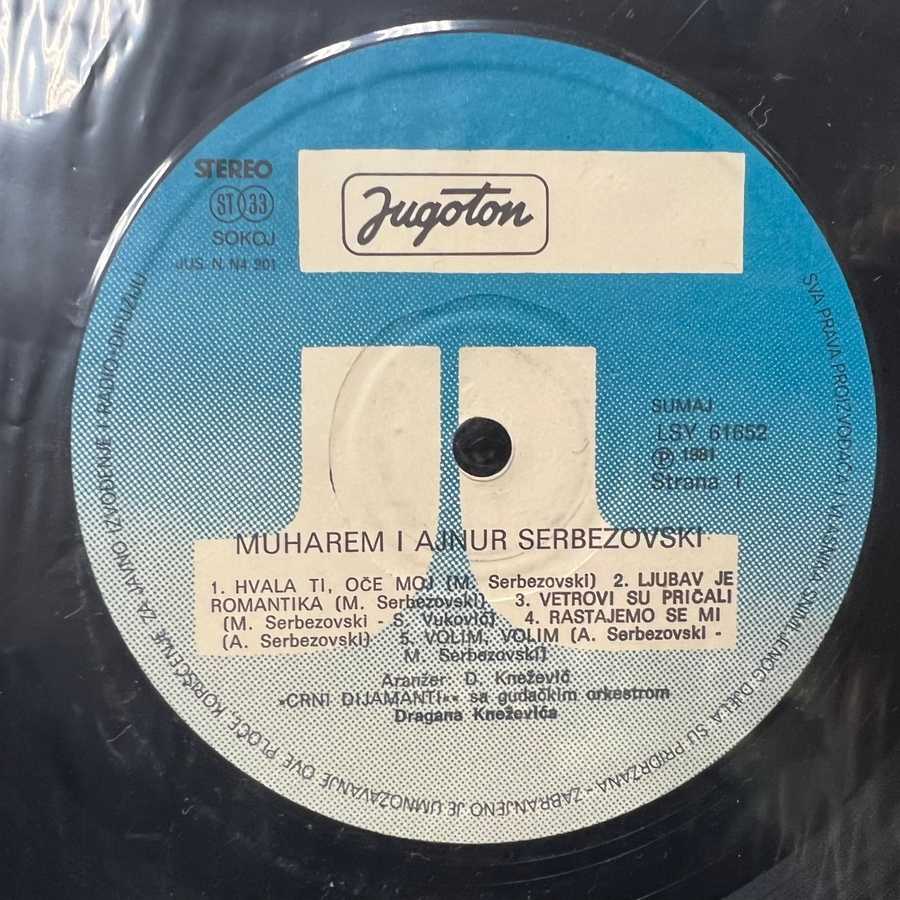 STEREO
ST 33
SOKOJ
JUS. N. N4 201
Jugoton
SUMAJ
LSY 61652
℗ 1981
Strana 1
MUHAREM I AJNUR SERBEZOVSKI
1. HVALA TI, OČE MOJ (M. Serbezovski) 2. LJUBAV JE
ROMANTIKA (M. Serbezovski) 3. VETROVI SU PRIČALI
(M. Serbezovski - S. Vuković) 4. RASTAJEMO SE MI
(A. Serbezovski) 5. VOLIM, VOLIM (A. Serbezovski -
M. Serbezovski)
Aranžer: D. Knežević
»CRNI DIJAMANTI«« sa gudačkim orkestrom
Dragana Kneževića
SVA PRAVA PROIZVOĐAČA I VLASNIKA SNIMLJENOG DJELA SU PRIDRŽANA - ZABRANJENO JE UMNOŽAVANJE OVE PLOČE KORIŠĆENJE ZA JAVNO IZVOĐENJE I RADIO-DIFUZIJU